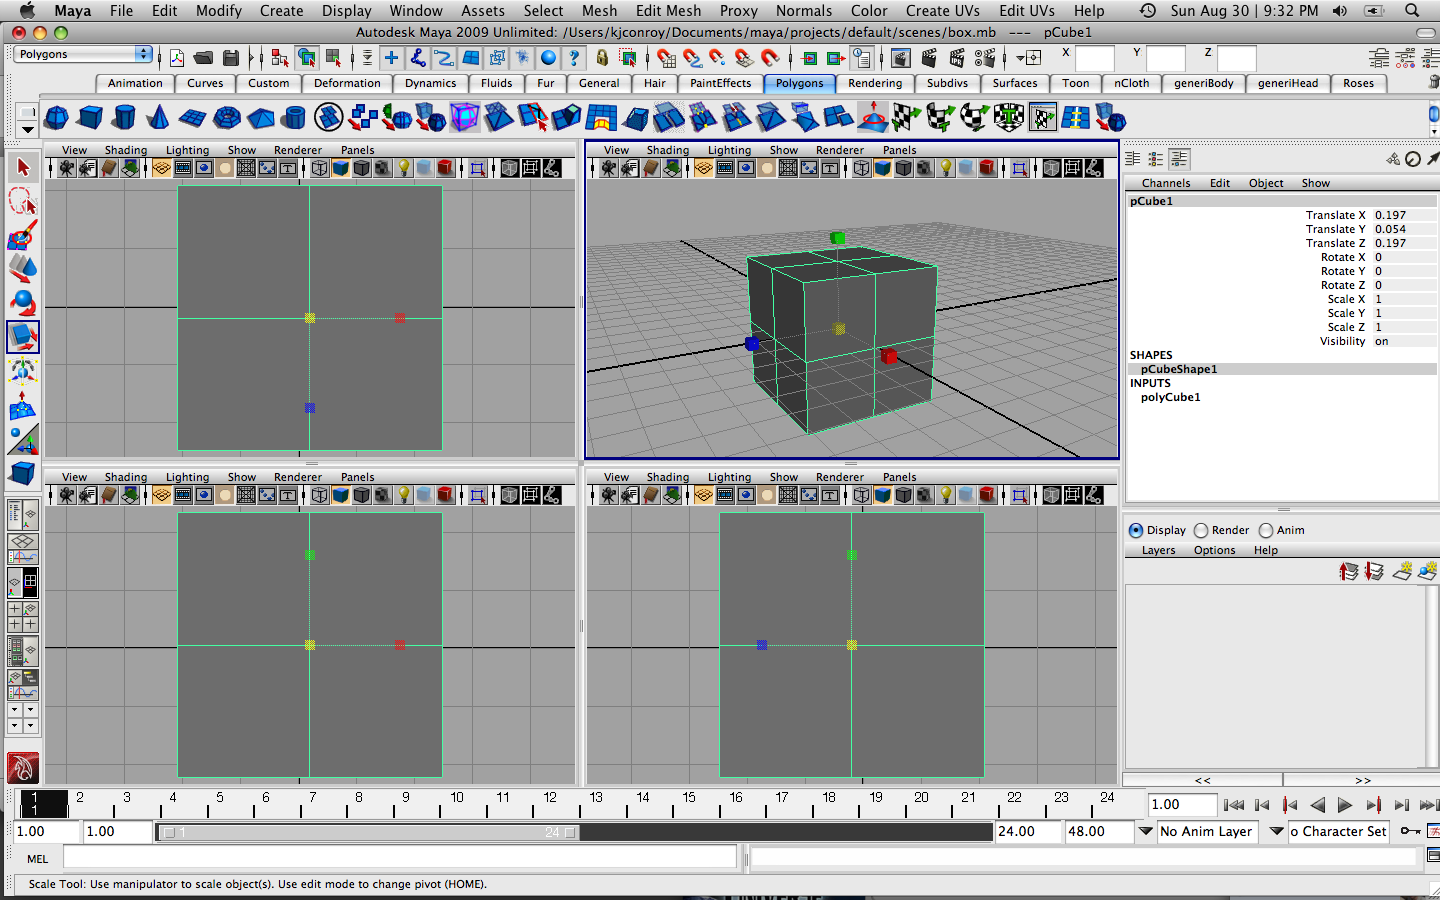 Maya File Edit Modify Create Display Window Assets Select Mesh Edit Mesh Proxy Normals Color Create UVs Edit UVs Help Sun Aug 30 | 9:32 PM
Autodesk Maya 2009 Unlimited: /Users/kjconroy/Documents/maya/projects/default/scenes/box.mb --- pCube1
Polygons X Y Z
Animation Curves Custom Deformation Dynamics Fluids Fur General Hair PaintEffects Polygons Rendering Subdivs Surfaces Toon nCloth generiBody generiHead Roses
View Shading Lighting Show Renderer Panels
View Shading Lighting Show Renderer Panels
Channels Edit Object Show
pCube1
Translate X 0.197
Translate Y 0.054
Translate Z 0.197
Rotate X 0
Rotate Y 0
Rotate Z 0
Scale X 1
Scale Y 1
Scale Z 1
Visibility on
SHAPES
pCubeShape1
INPUTS
polyCube1
View Shading Lighting Show Renderer Panels
View Shading Lighting Show Renderer Panels
Display Render Anim
Layers Options Help
<< >>
1 2 3 4 5 6 7 8 9 10 11 12 13 14 15 16 17 18 19 20 21 22 23 24
1 1.00
1.00 1.00 1 24 24.00 48.00 No Anim Layer o Character Set
MEL
Scale Tool: Use manipulator to scale object(s). Use edit mode to change pivot (HOME).